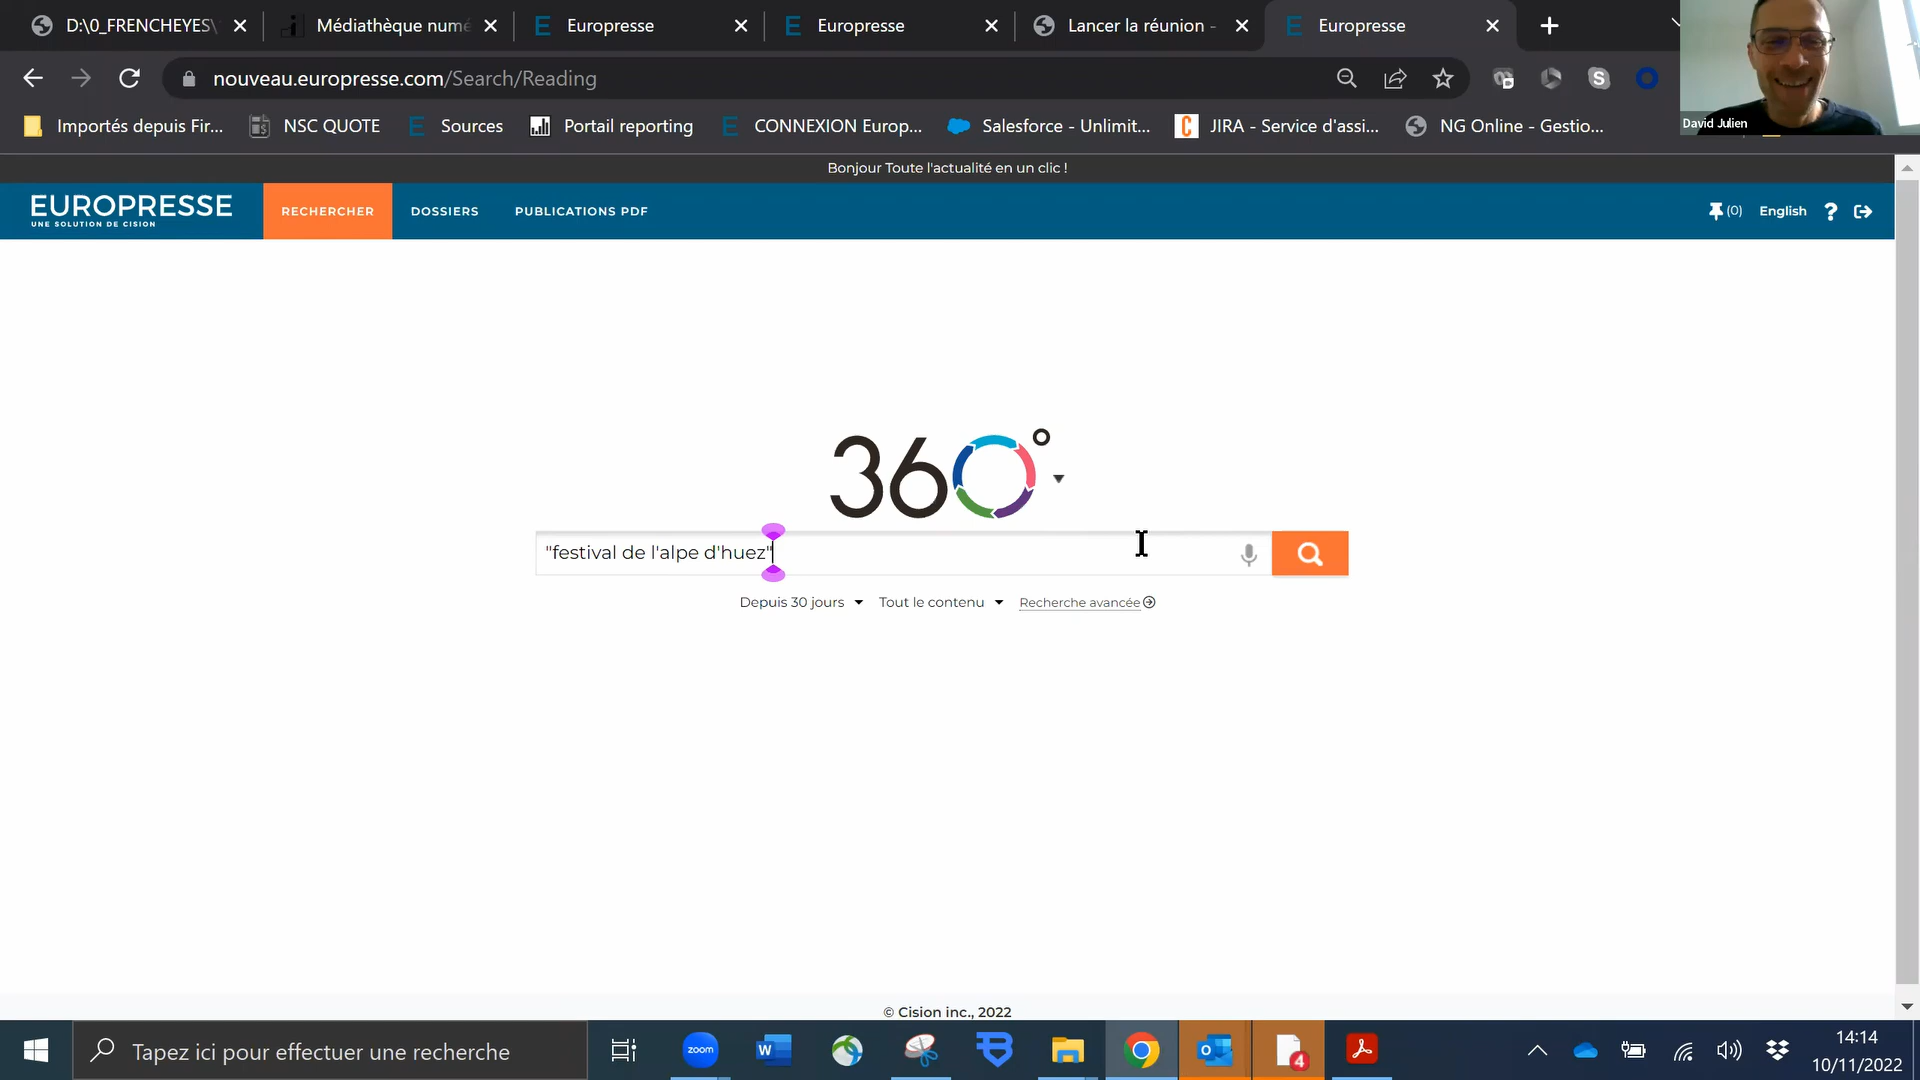 D:\0_FRENCHEYES\
Médiathèque numé
Europresse
Europresse
Lancer la réunion -
Europresse
nouveau.europresse.com/Search/Reading
Importés depuis Fir...
NSC QUOTE
Sources
Portail reporting
CONNEXION Europ...
Salesforce - Unlimit...
JIRA - Service d'assi...
NG Online - Gestio...
David Julien
Bonjour Toute l'actualité en un clic !
EUROPRESSE
UNE SOLUTION DE CISION
RECHERCHER
DOSSIERS
PUBLICATIONS PDF
(0)
English
?
360°
"festival de l'alpe d'huez"
Depuis 30 jours
Tout le contenu
Recherche avancée
© Cision inc., 2022
Tapez ici pour effectuer une recherche
zoom
4
14:14
10/11/2022